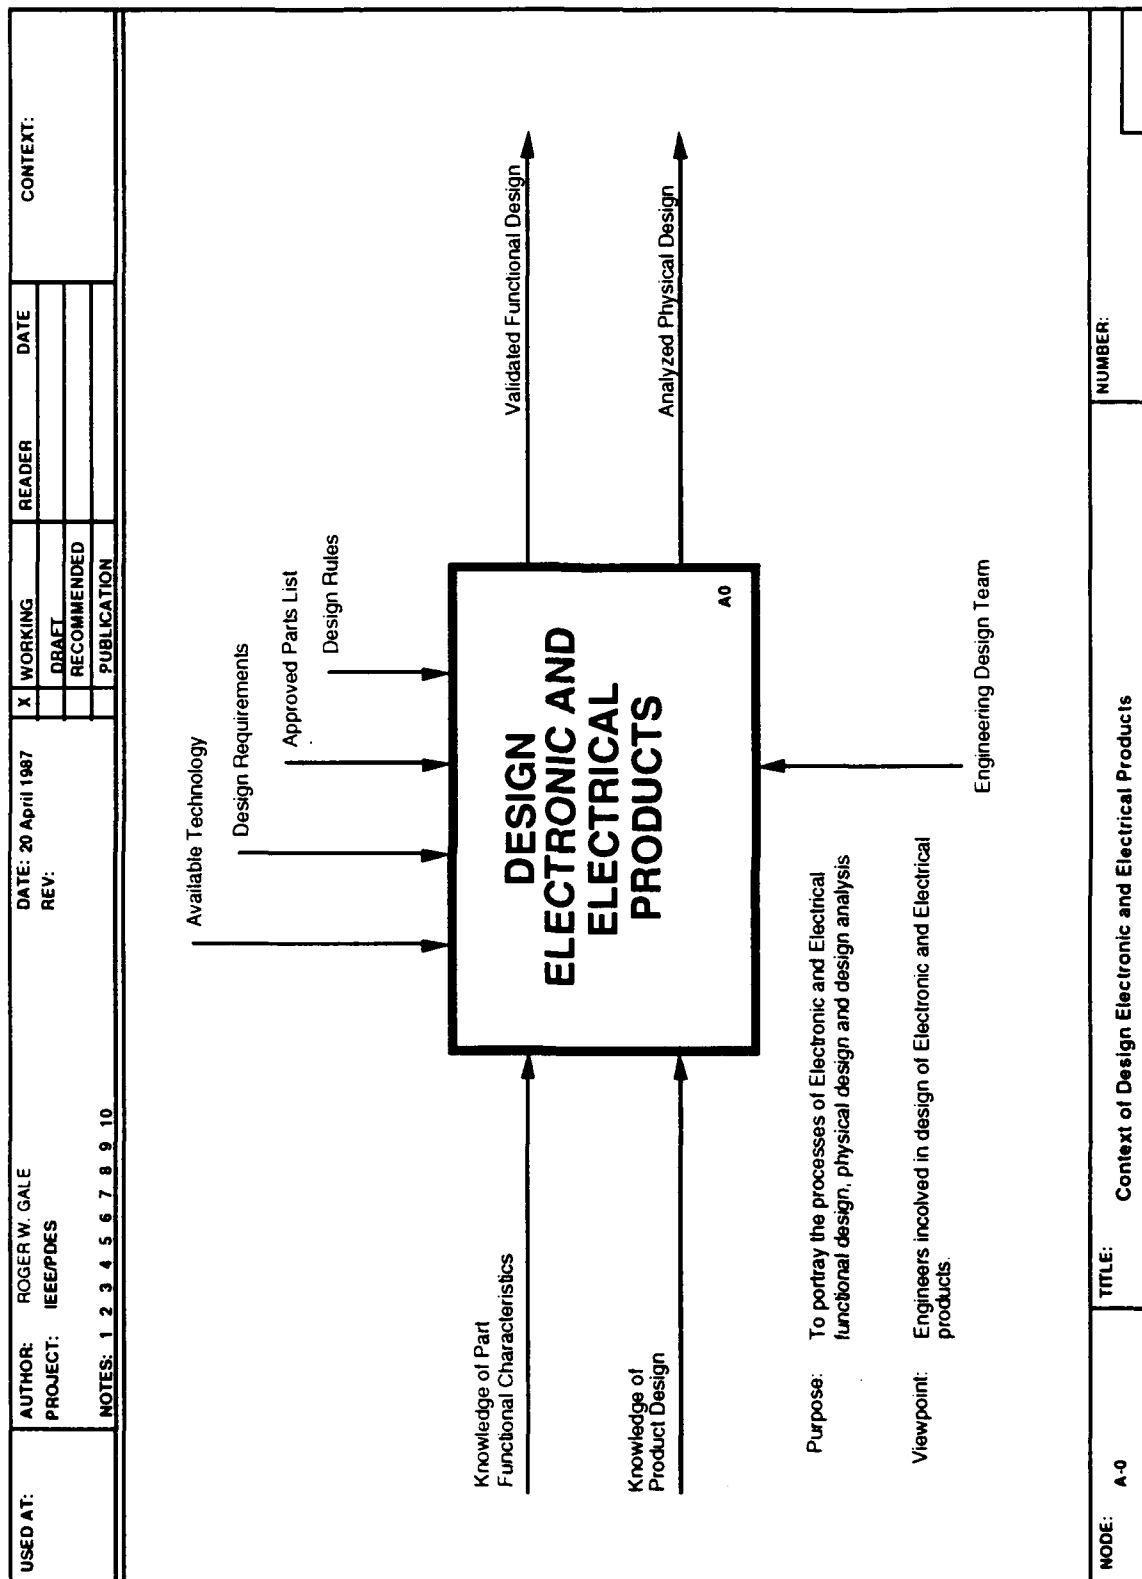 USED AT:
AUTHOR: ROGER W. GALE
PROJECT: IEEE/PDES
NOTES: 1 2 3 4 5 6 7 8 9 10
DATE: 20 April 1987
REV:
X WORKING
DRAFT
RECOMMENDED
PUBLICATION
READER DATE
CONTEXT:
Available Technology
Design Requirements
Approved Parts List
Design Rules
Knowledge of Part
Functional Characteristics
Knowledge of
Product Design
DESIGN
ELECTRONIC AND
ELECTRICAL
PRODUCTS
A0
Validated Functional Design
Analyzed Physical Design
Engineering Design Team
Purpose: To portray the processes of Electronic and Electrical
functional design, physical design and design analysis
Viewpoint: Engineers incolved in design of Electronic and Electrical
products.
NODE: A-0
TITLE: Context of Design Electronic and Electrical Products
NUMBER: